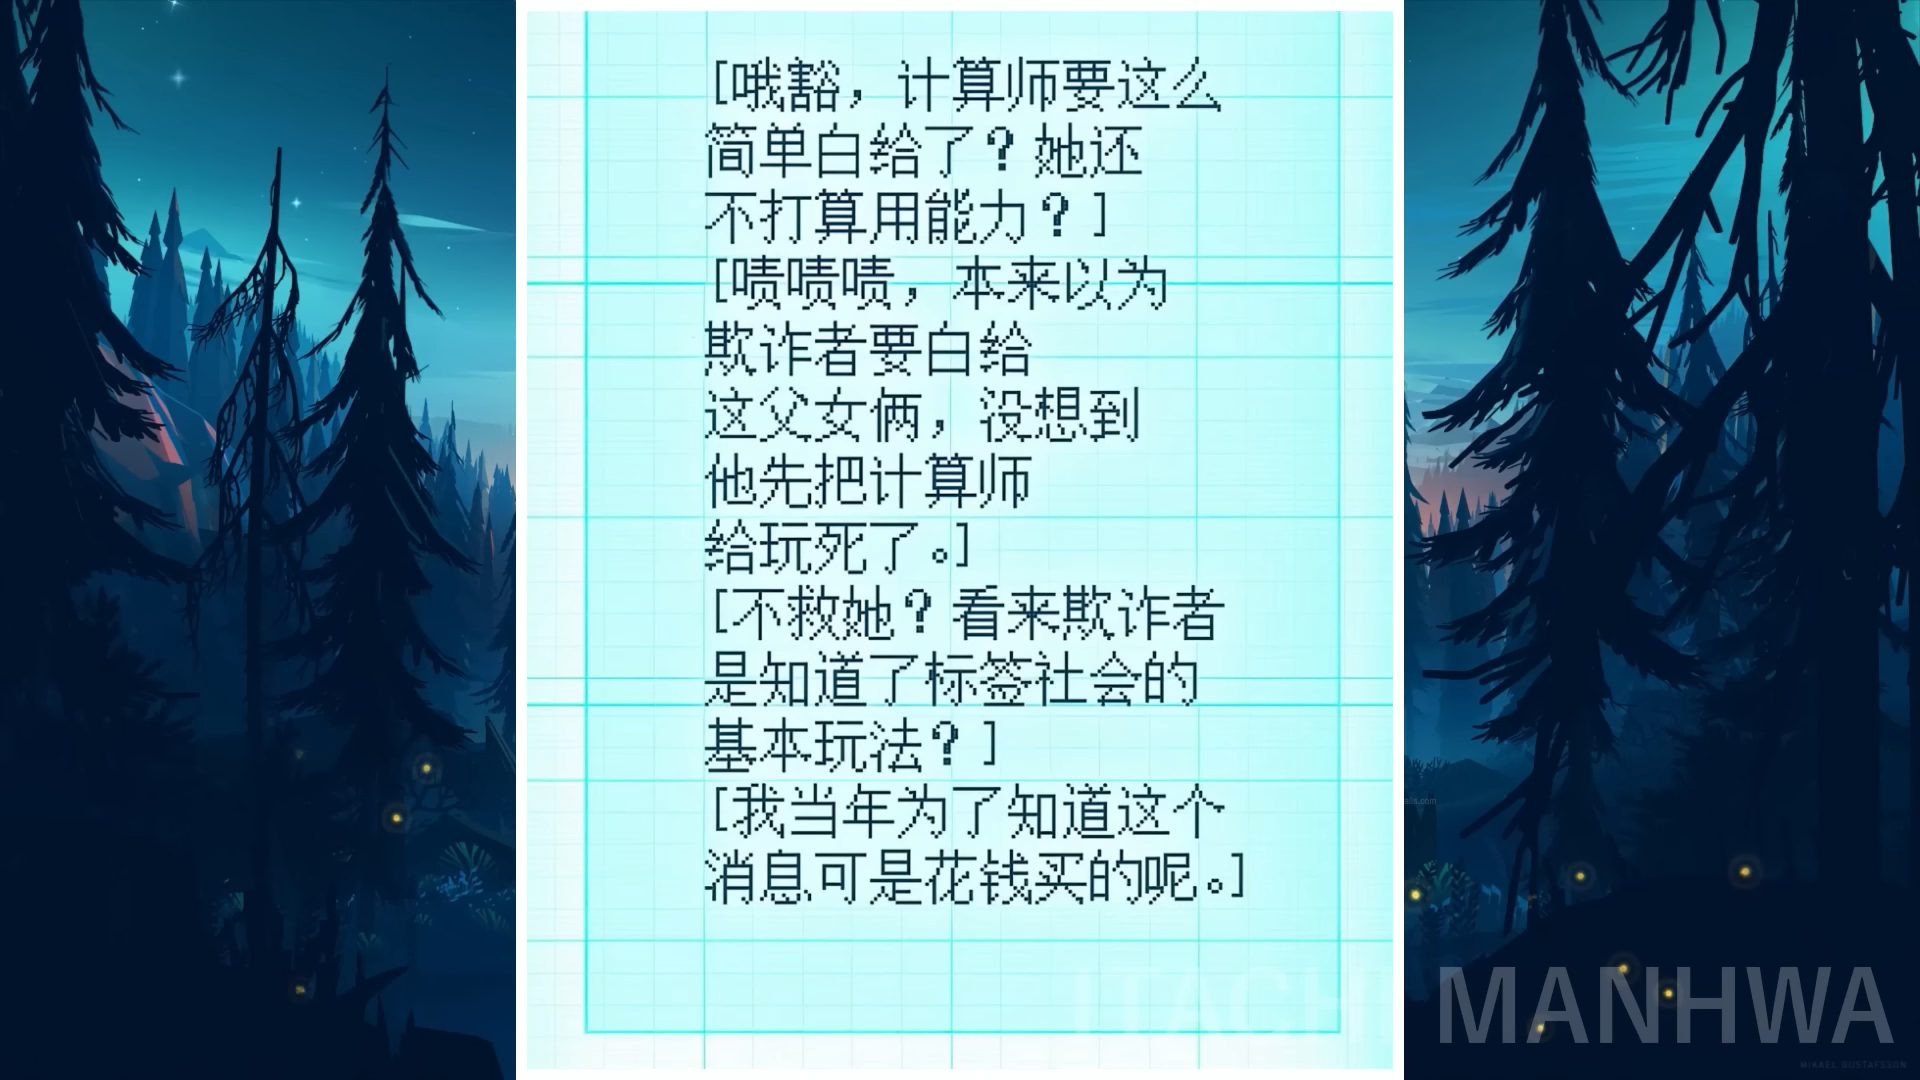 [哦豁，计算师要这么
简单白给了？她还
不打算用能力？]
[啧啧啧，本来以为
欺诈者要白给
这父女俩，没想到
他先把计算师
给玩死了。]
[不救她？看来欺诈者
是知道了标签社会的
基本玩法？]
[我当年为了知道这个
消息可是花钱买的呢。]
ITACHI
MANHWA
MIKAEL GUSTAFSSON